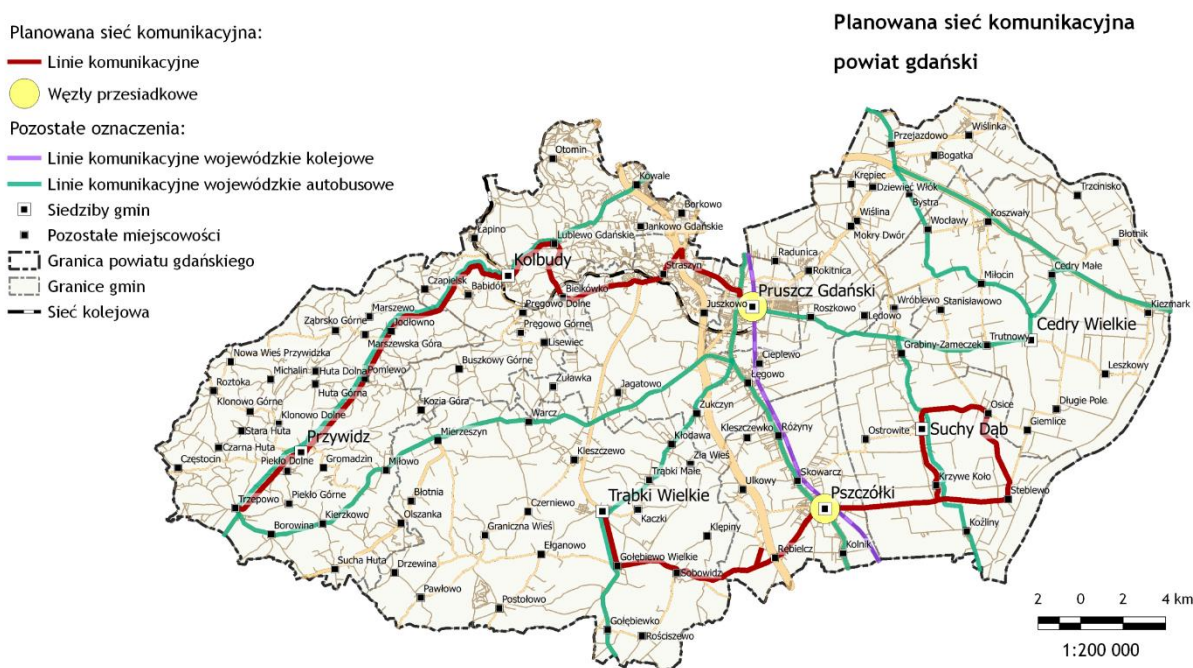 Planowana sieć komunikacyjna
powiat gdański
Planowana sieć komunikacyjna:
Linie komunikacyjne
Węzły przesiadkowe
Pozostałe oznaczenia:
Linie komunikacyjne wojewódzkie kolejowe
Linie komunikacyjne wojewódzkie autobusowe
Siedziby gmin
Pozostałe miejscowości
Granica powiatu gdańskiego
Granice gmin
Sieć kolejowa
Otomin
Kowale
Borkowo
Jankowo Gdańskie
Łapino
Lublewo Gdańskie
Kolbudy
Straszyn
Bielkówko
Czapielsk
Babidół
Pręgowo Dolne
Pręgowo Górne
Lisewiec
Marszewo
Ząbrsko Górne
Jodłowno
Marszewska Góra
Nowa Wieś Przywidzka
Michalin
Huta Dolna
Pomlewo
Roztoka
Huta Górna
Klonowo Górne
Klonowo Dolne
Kozia Góra
Buszkowy Górne
Żuławka
Jagatowo
Stara Huta
Czarna Huta
Przywidz
Częstocin
Piekło Dolne
Gromadzin
Mierzeszyn
Warcz
Miłowo
Trzepowo
Piekło Górne
Borowina
Kierzkowo
Błotnia
Olszanka
Sucha Huta
Drzewina
Pawłowo
Graniczna Wieś
Czerniewo
Ełganowo
Postołowo
Kleszczewo
Trąbki Wielkie
Trąbki Małe
Kaczki
Kłodawa
Żukczyn
Zła Wieś
Klępiny
Gołębiewo Wielkie
Sobowidz
Gołębiewko
Rościszewo
Rębielcz
Ulkowy
Kleszczewko
Różyny
Skowarcz
Pszczółki
Kolnik
Łęgowo
Cieplewo
Juszkowo
Pruszcz Gdański
Radunica
Rokitnica
Roszkowo
Lędowo
Wróblewo
Stanisławowo
Grabiny-Zameczek
Trutnowy
Cedry Wielkie
Miłocin
Cedry Małe
Kiezmark
Leszkowy
Długie Pole
Giemlice
Osice
Suchy Dąb
Ostrowite
Krzywe Koło
Steblewo
Koźliny
Przejazdowo
Wiślinka
Bogatka
Krępiec
Dziewięć Włók
Bystra
Wiślina
Mokry Dwór
Wocławy
Koszwały
Trzcinisko
Błotnik
2 0 2 4 km
1:200 000